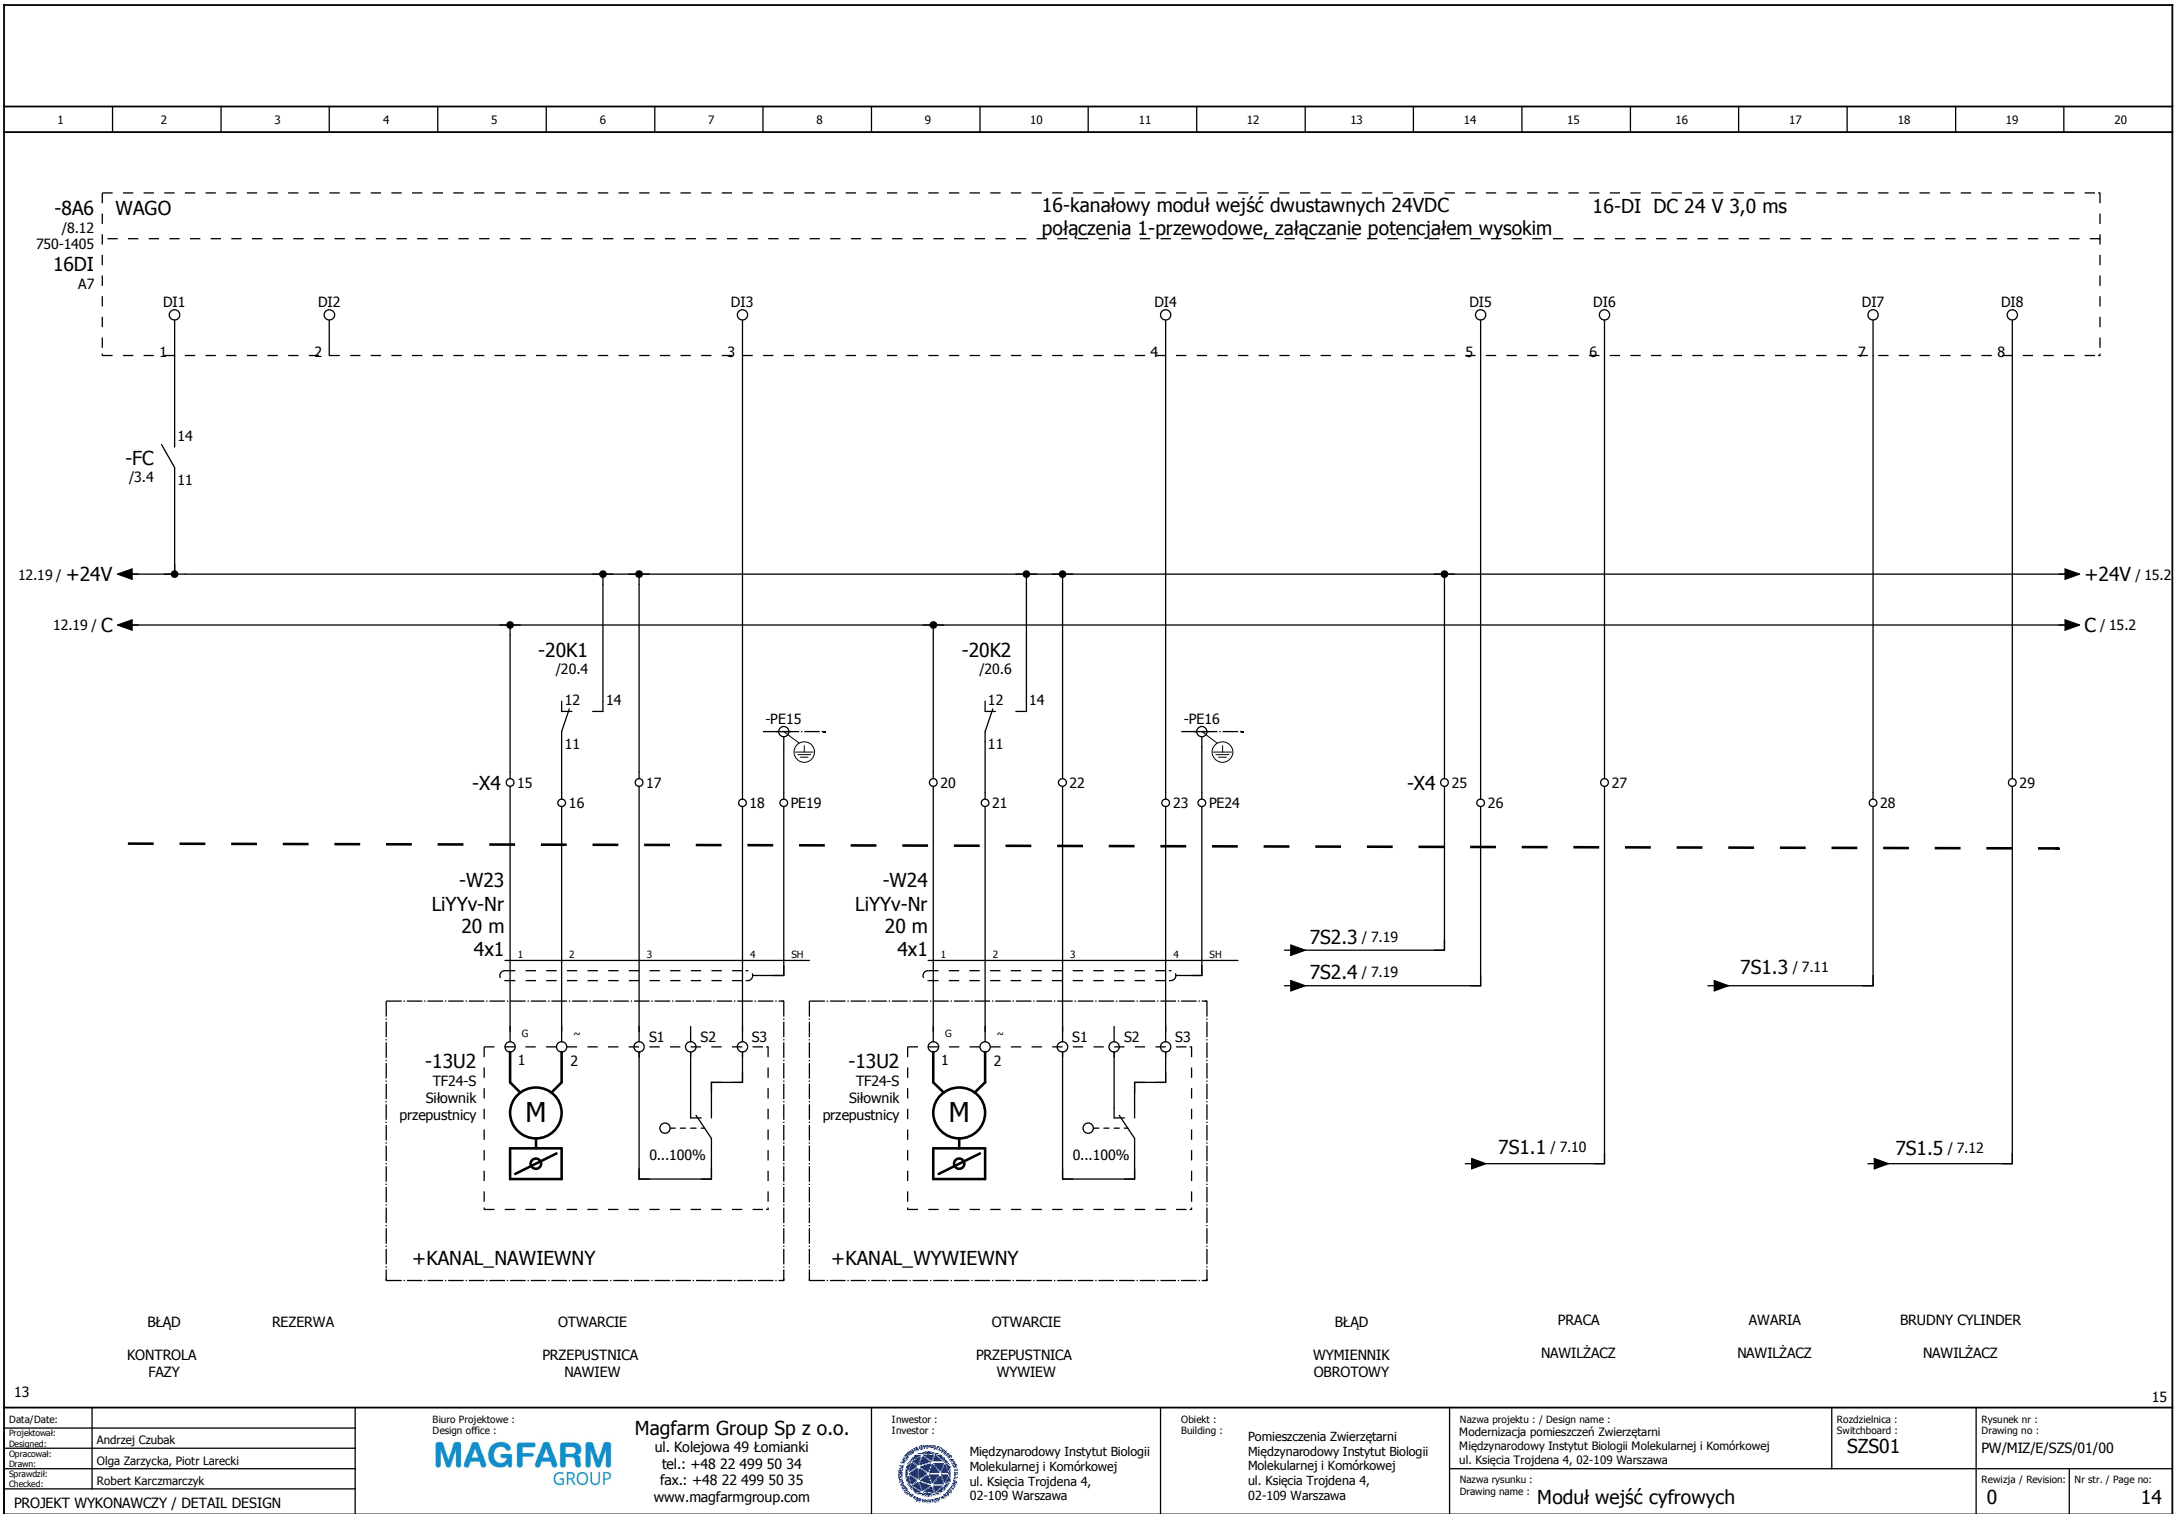 1 2 3 4 5 6 7 8 9 10 11 12 13 14 15 16 17 18 19 20
-8A6
/8.12
750-1405
16DI
A7
WAGO
16-kanałowy moduł wejść dwustawnych 24VDC
połączenia 1-przewodowe, załączanie potencjałem wysokim
16-DI DC 24 V 3,0 ms
DI1 DI2 DI3 DI4 DI5 DI6 DI7 DI8
1 2 3 4 5 6 7 8
14
-FC
/3.4
11
12.19 / +24V
+24V / 15.2
12.19 / C
C / 15.2
-20K1
/20.4
12 14
11
-20K2
/20.6
12 14
11
-PE15
-PE16
-X4 15 17 20 22 -X4 25 27 29
16 18 PE19 21 23 PE24 26 28
-W23
LiYYv-Nr
20 m
4x1
1 2 3 4 SH
-W24
LiYYv-Nr
20 m
4x1
1 2 3 4 SH
7S2.3 / 7.19
7S2.4 / 7.19
7S1.3 / 7.11
7S1.1 / 7.10
7S1.5 / 7.12
G ~ S1 S2 S3
1 2
-13U2
TF24-S
Siłownik
przepustnicy
M
0...100%
+KANAL_NAWIEWNY
G ~ S1 S2 S3
1 2
-13U2
TF24-S
Siłownik
przepustnicy
M
0...100%
+KANAL_WYWIEWNY
BŁĄD
KONTROLA
FAZY
REZERWA
OTWARCIE
PRZEPUSTNICA
NAWIEW
OTWARCIE
PRZEPUSTNICA
WYWIEW
BŁĄD
WYMIENNIK
OBROTOWY
PRACA
NAWILŻACZ
AWARIA
NAWILŻACZ
BRUDNY CYLINDER
NAWILŻACZ
13
15
Data/Date:
Projektował:
Designed:
Andrzej Czubak
Opracował:
Drawn:
Olga Zarzycka, Piotr Larecki
Sprawdził:
Checked:
Robert Karczmarczyk
PROJEKT WYKONAWCZY / DETAIL DESIGN
Biuro Projektowe :
Design office :
MAGFARM
GROUP
Magfarm Group Sp z o.o.
ul. Kolejowa 49 Łomianki
tel.: +48 22 499 50 34
fax.: +48 22 499 50 35
www.magfarmgroup.com
Inwestor :
Investor :
Międzynarodowy Instytut Biologii
Molekularnej i Komórkowej
ul. Księcia Trojdena 4,
02-109 Warszawa
Obiekt :
Building :
Pomieszczenia Zwierzętarni
Międzynarodowy Instytut Biologii
Molekularnej i Komórkowej
ul. Księcia Trojdena 4,
02-109 Warszawa
Nazwa projektu : / Design name :
Modernizacja pomieszczeń Zwierzętarni
Międzynarodowy Instytut Biologii Molekularnej i Komórkowej
ul. Księcia Trojdena 4, 02-109 Warszawa
Nazwa rysunku :
Drawing name :
Moduł wejść cyfrowych
Rozdzielnica :
Switchboard :
SZS01
Rysunek nr :
Drawing no :
PW/MIZ/E/SZS/01/00
Rewizja / Revision:
0
Nr str. / Page no:
14